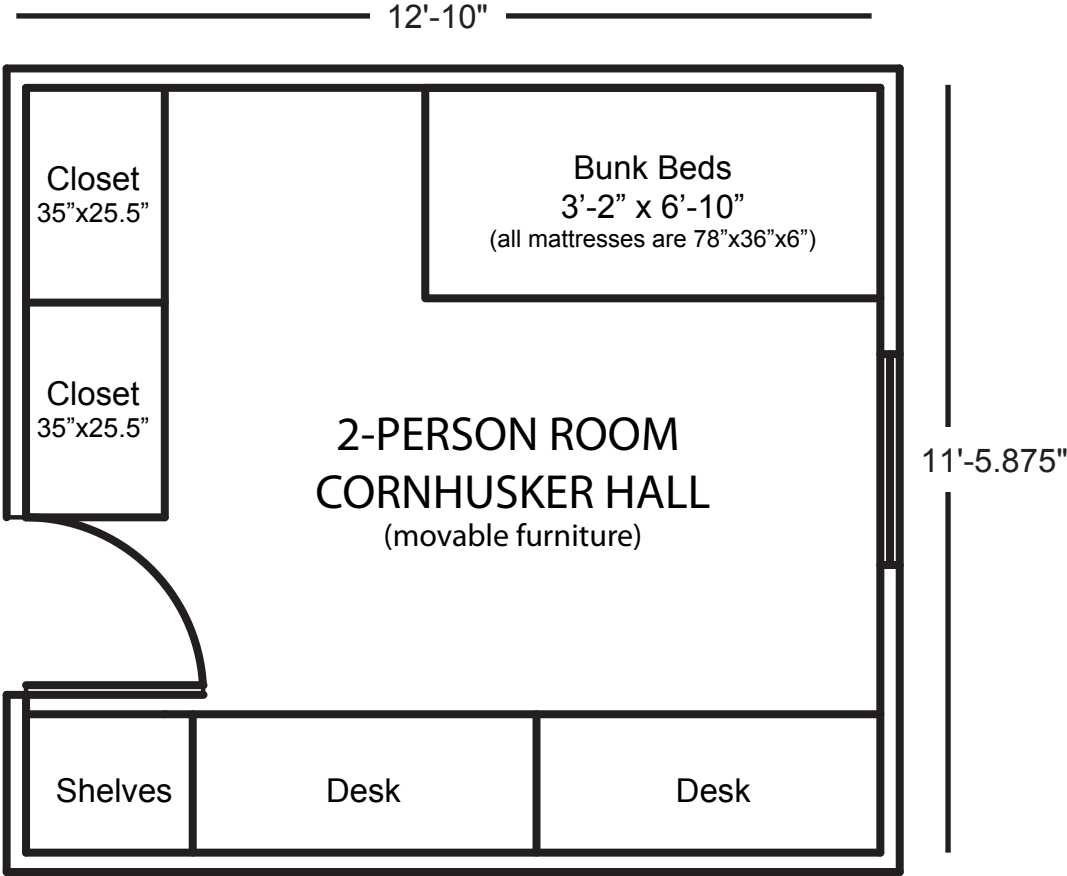 12'-10"
Closet
35”x25.5”
Bunk Beds
3’-2” x 6’-10”
(all mattresses are 78”x36”x6”)
Closet
35”x25.5”
2-PERSON ROOM
CORNHUSKER HALL
(movable furniture)
11'-5.875"
Shelves
Desk
Desk